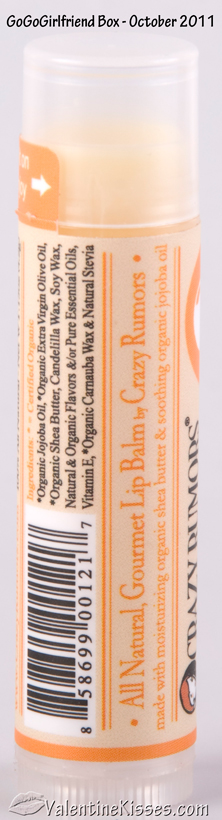 GoGoGirlfriend Box - October 2011
Ingredients: * = Certified Organic
*Organic Jojoba Oil, *Organic Extra Virgin Olive Oil,
*Organic Shea Butter, Candelilla Wax, Soy Wax,
Natural & Organic Flavors &/or Pure Essential Oils,
Vitamin E, *Organic Carnauba Wax & Natural Stevia
8 58699 00121 7
• All Natural, Gourmet Lip Balm by Crazy Rumors •
made with moisturizing organic shea butter & soothing organic jojoba oil
CRAZY RUMORS®
ValentineKisses.com